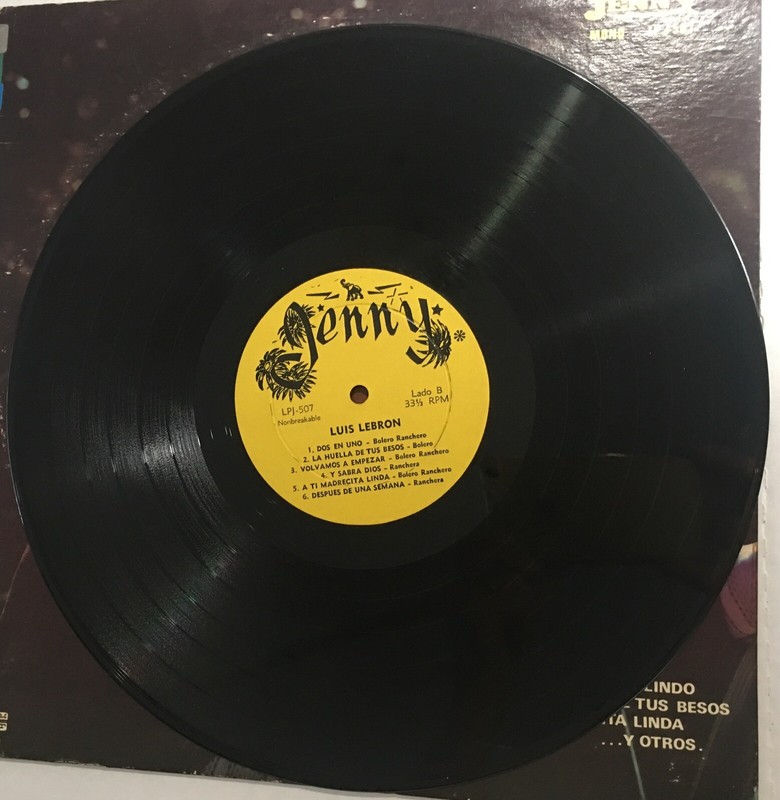 JENNY
MONO
Jenny
LPJ-507
Nonbreakable
Lado B
33⅓ RPM
LUIS LEBRON
1. DOS EN UNO - Bolero Ranchero
2. LA HUELLA DE TUS BESOS - Bolero
3. VOLVAMOS A EMPEZAR - Bolero Ranchero
4. Y SABRA DIOS - Ranchera
5. A TI MADRECITA LINDA - Bolero Ranchero
6. DESPUES DE UNA SEMANA - Ranchera
LINDO
TUS BESOS
LINDA
...Y OTROS.